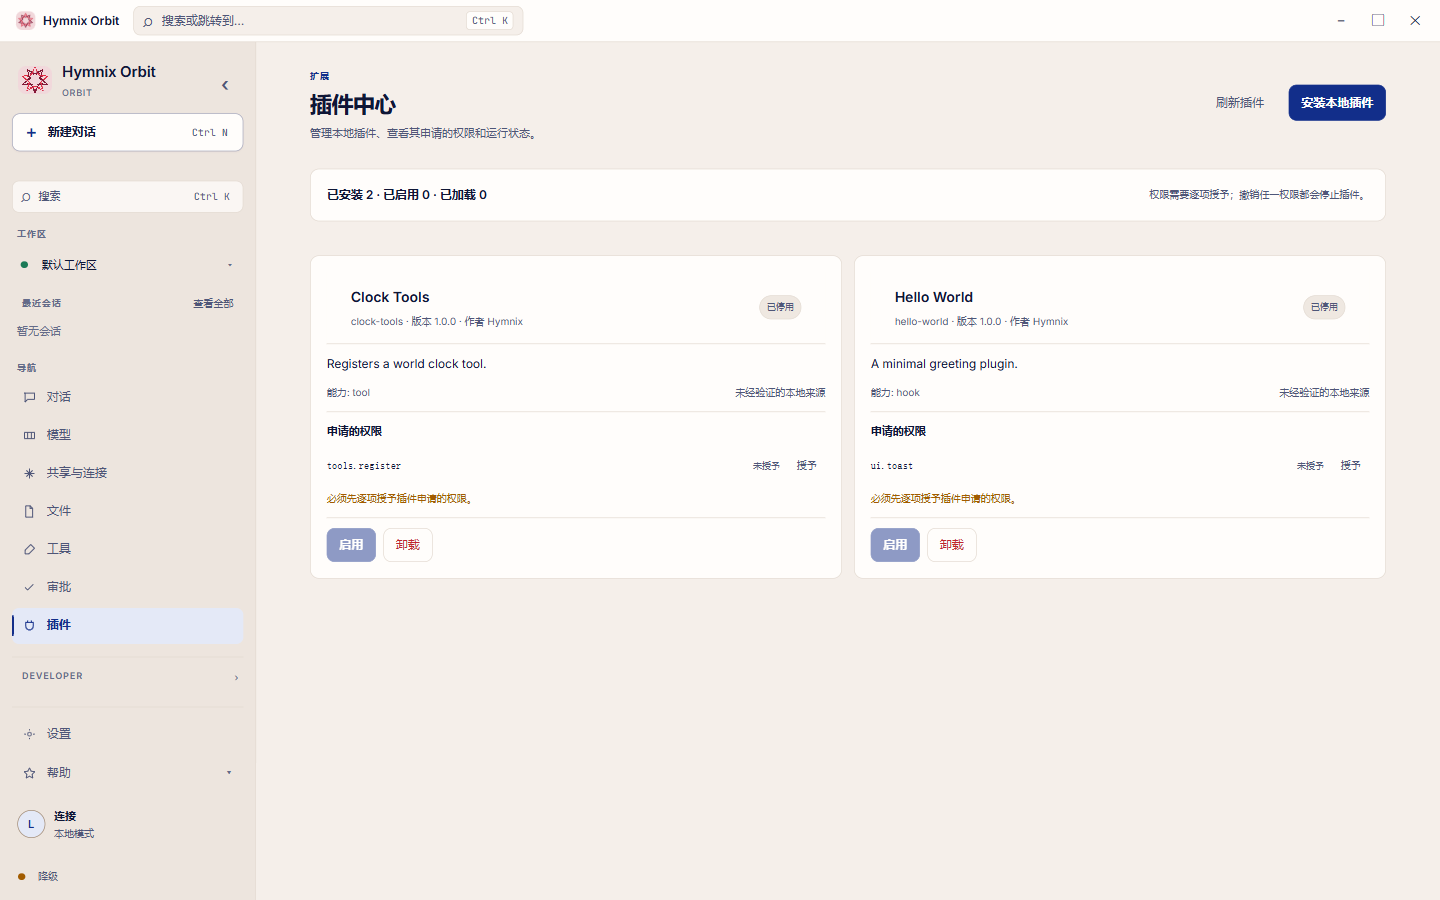 Hymnix Orbit
搜索或跳转到...
Ctrl K
Hymnix Orbit
ORBIT
新建对话
Ctrl N
搜索
Ctrl K
工作区
默认工作区
最近会话
查看全部
暂无会话
导航
对话
模型
共享与连接
文件
工具
审批
插件
DEVELOPER
设置
帮助
L
连接
本地模式
降级
扩展
插件中心
管理本地插件、查看其申请的权限和运行状态。
刷新插件
安装本地插件
已安装 2 · 已启用 0 · 已加载 0
权限需要逐项授予；撤销任一权限都会停止插件。
Clock Tools
clock-tools · 版本 1.0.0 · 作者 Hymnix
已停用
Registers a world clock tool.
能力: tool
未经验证的本地来源
申请的权限
tools.register
未授予
授予
必须先逐项授予插件申请的权限。
启用
卸载
Hello World
hello-world · 版本 1.0.0 · 作者 Hymnix
已停用
A minimal greeting plugin.
能力: hook
未经验证的本地来源
申请的权限
ui.toast
未授予
授予
必须先逐项授予插件申请的权限。
启用
卸载